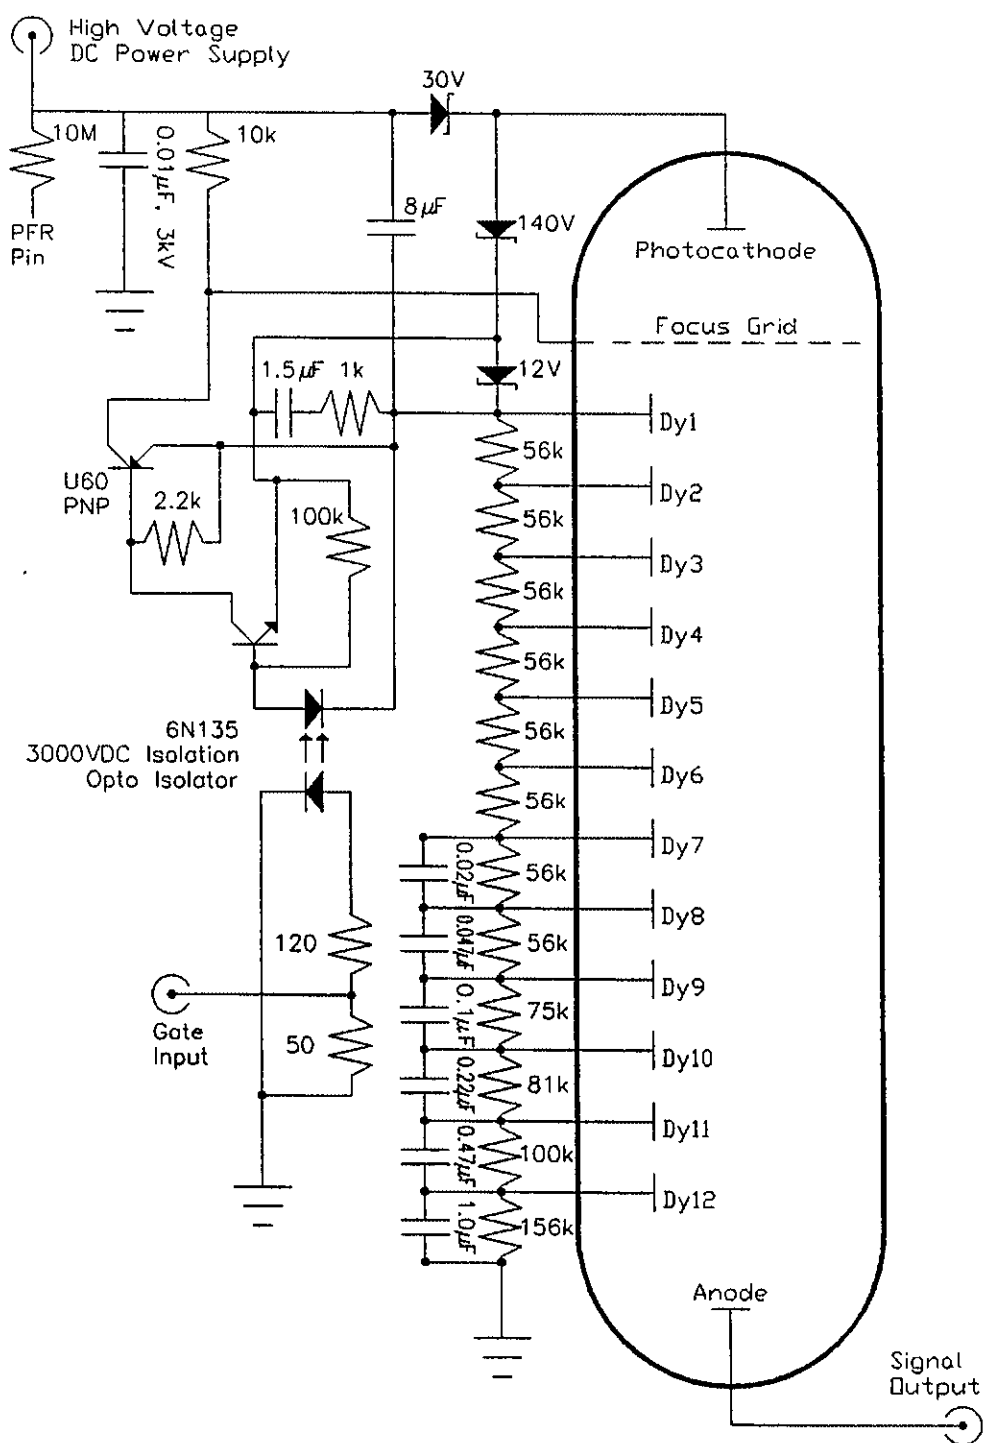 High Voltage
DC Power Supply
30V
10M
0.01µF, 3kV
10k
8µF
140V
PFR
Pin
Photocathode
Focus Grid
1.5µF
1k
12V
Dy1
56k
U60
PNP
2.2k
100k
Dy2
56k
Dy3
56k
Dy4
56k
Dy5
56k
6N135
3000VDC Isolation
Opto Isolator
Dy6
56k
Dy7
0.02µF
56k
Dy8
120
0.047µF
56k
Dy9
Gate
Input
50
0.1µF
75k
Dy10
0.22µF
81k
Dy11
0.47µF
100k
Dy12
1.0µF
156k
Anode
Signal
Output